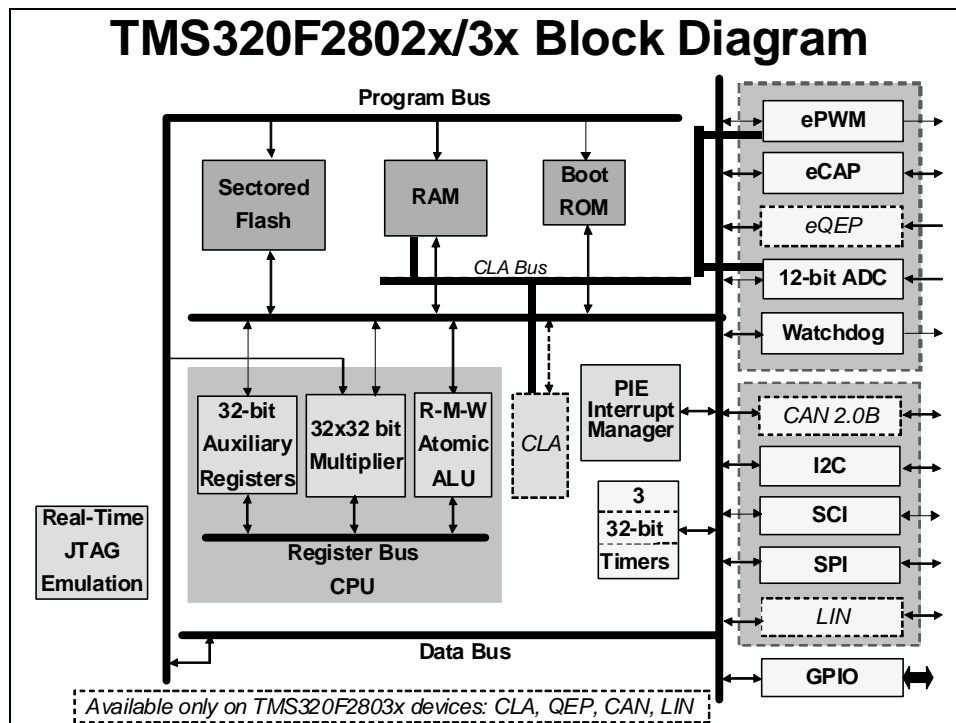 TMS320F2802x/3x Block Diagram
Program Bus
Sectored
Flash
RAM
Boot
ROM
CLA Bus
ePWM
eCAP
eQEP
12-bit ADC
Watchdog
32-bit
Auxiliary
Registers
32x32 bit
Multiplier
R-M-W
Atomic
ALU
CLA
PIE
Interrupt
Manager
3
32-bit
Timers
Register Bus
CPU
Real-Time
JTAG
Emulation
CAN 2.0B
I2C
SCI
SPI
LIN
GPIO
Data Bus
Available only on TMS320F2803x devices: CLA, QEP, CAN, LIN